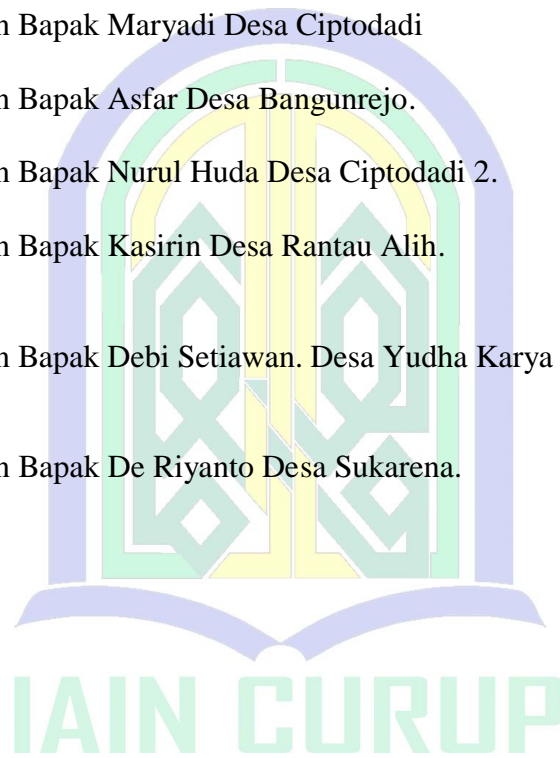 n Bapak Maryadi Desa Ciptodadi
n Bapak Asfar Desa Bangunrejo.
n Bapak Nurul Huda Desa Ciptodadi 2.
n Bapak Kasirin Desa Rantau Alih.
n Bapak Debi Setiawan. Desa Yudha Karya
n Bapak De Riyanto Desa Sukarena.
IAIN CURUP